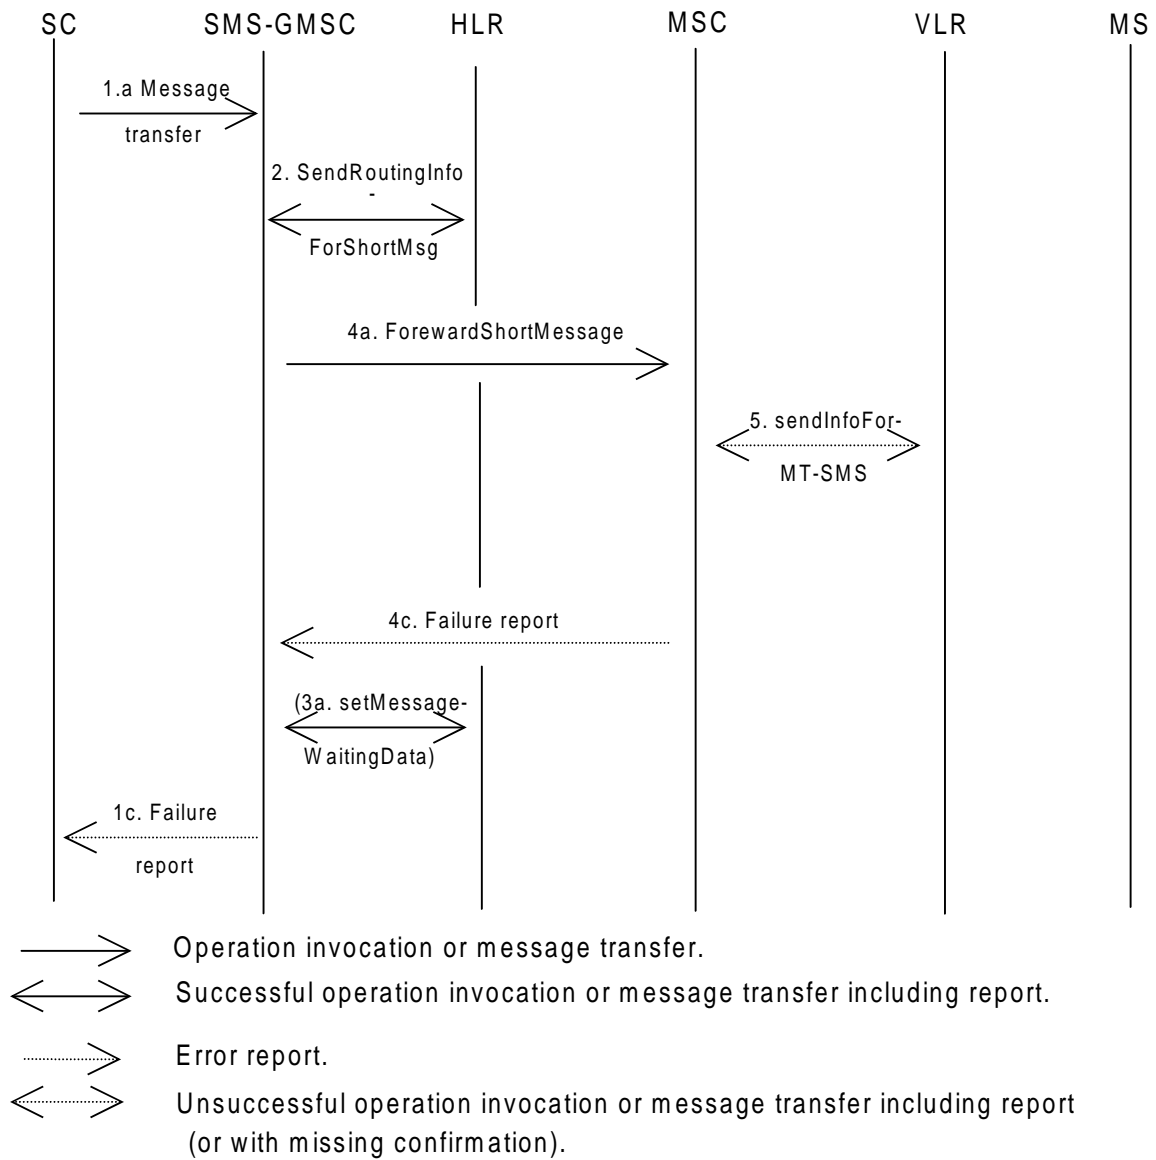 SC SMS-GMSC HLR MSC VLR MS
1.a Message
transfer
2. SendRoutingInfo
-
ForShortMsg
4a. ForewardShortMessage
5. sendInfoFor-
MT-SMS
4c. Failure report
(3a. setMessage-
WaitingData)
1c. Failure
report
Operation invocation or message transfer.
Successful operation invocation or message transfer including report.
Error report.
Unsuccessful operation invocation or message transfer including report
(or with missing confirmation).